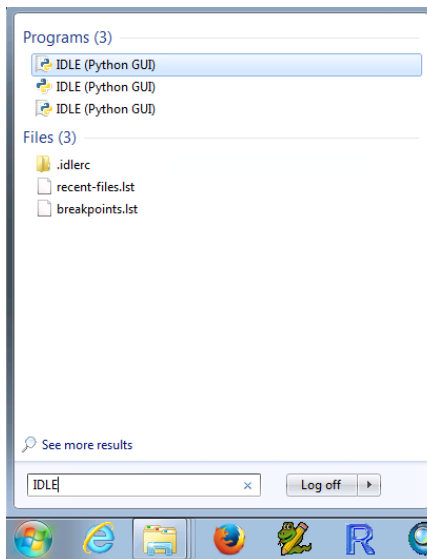 Programs (3)
IDLE (Python GUI)
IDLE (Python GUI)
IDLE (Python GUI)
Files (3)
.idlerc
recent-files.lst
breakpoints.lst
See more results
IDLE
Log off